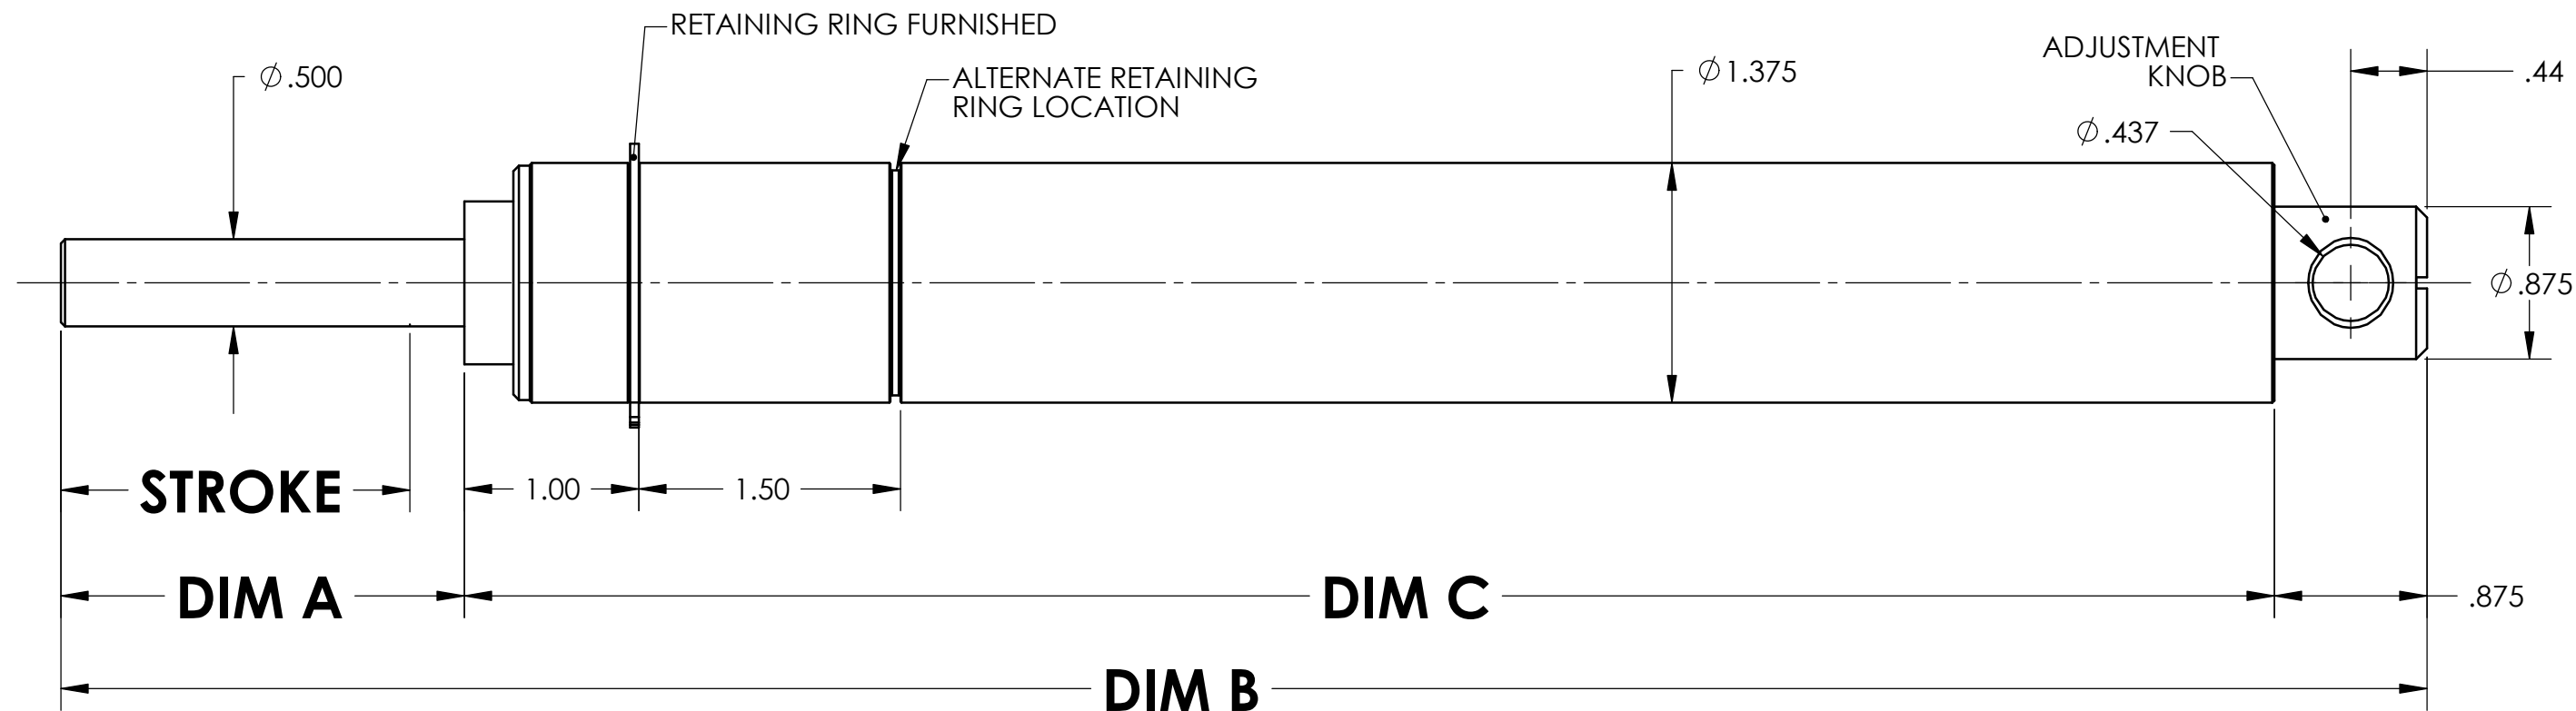 RETAINING RING FURNISHED
ADJUSTMENT
KNOB
⌀.500
ALTERNATE RETAINING
RING LOCATION
⌀1.375
.44
⌀.437
⌀.875
STROKE
1.00
1.50
DIM A
DIM C
.875
DIM B